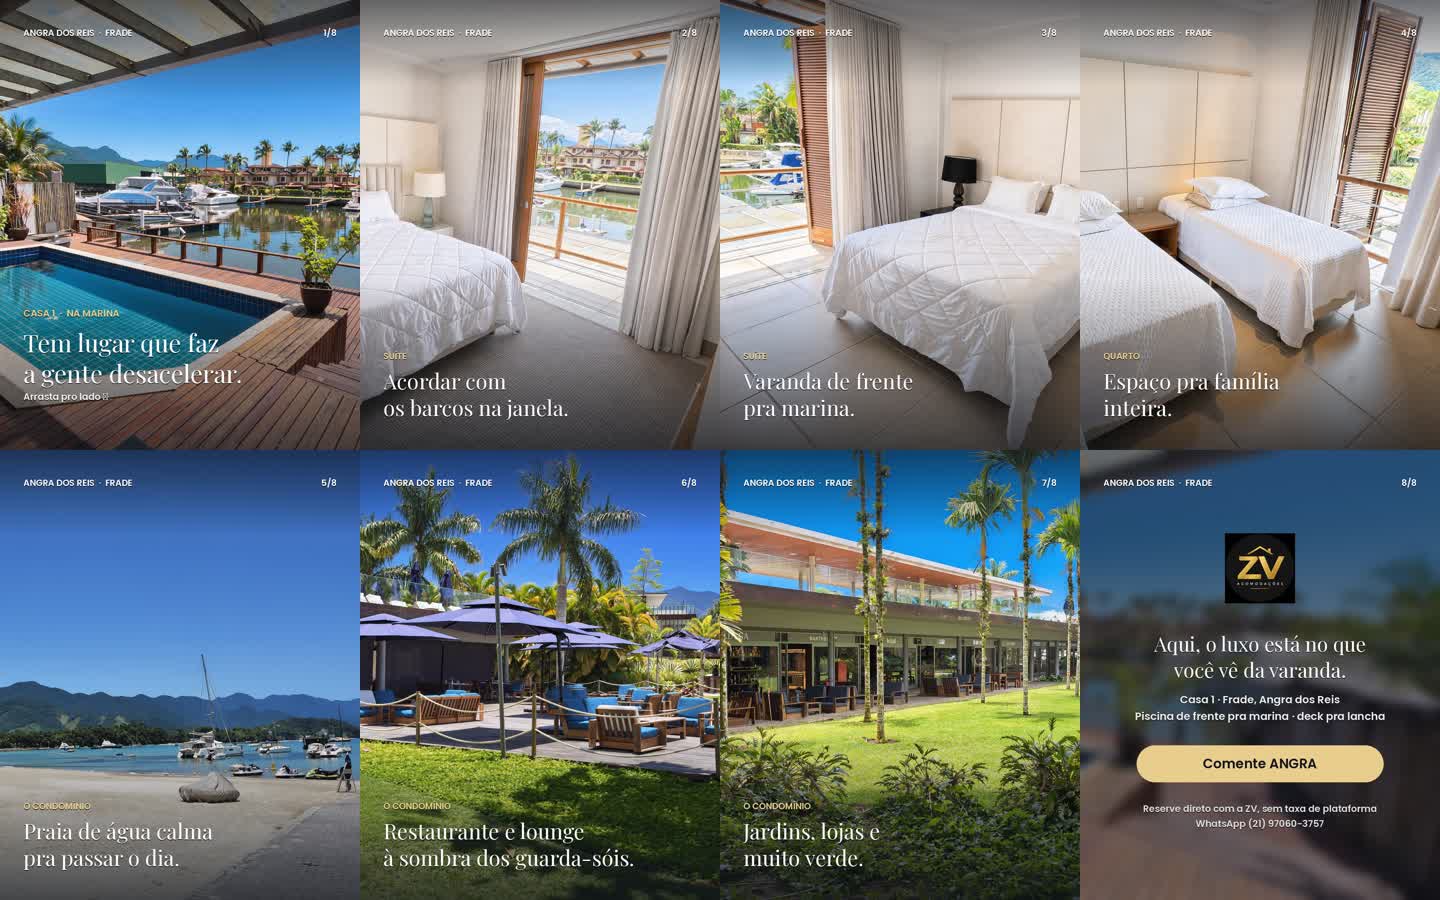 ANGRA DOS REIS · FRADE
1/8
CASA 1 · NA MARINA
Tem lugar que faz
a gente desacelerar.
Arrasta pro lado
ANGRA DOS REIS · FRADE
2/8
SUÍTE
Acordar com
os barcos na janela.
ANGRA DOS REIS · FRADE
3/8
SUÍTE
Varanda de frente
pra marina.
ANGRA DOS REIS · FRADE
4/8
QUARTO
Espaço pra família
inteira.
ANGRA DOS REIS · FRADE
5/8
O CONDOMÍNIO
Praia de água calma
pra passar o dia.
ANGRA DOS REIS · FRADE
6/8
O CONDOMÍNIO
Restaurante e lounge
à sombra dos guarda-sóis.
ANGRA DOS REIS · FRADE
7/8
O CONDOMÍNIO
Jardins, lojas e
muito verde.
ANGRA DOS REIS · FRADE
8/8
ZV
ACOMODAÇÕES
Aqui, o luxo está no que
você vê da varanda.
Casa 1 · Frade, Angra dos Reis
Piscina de frente pra marina · deck pra lancha
Comente ANGRA
Reserve direto com a ZV, sem taxa de plataforma
WhatsApp (21) 97060-3757